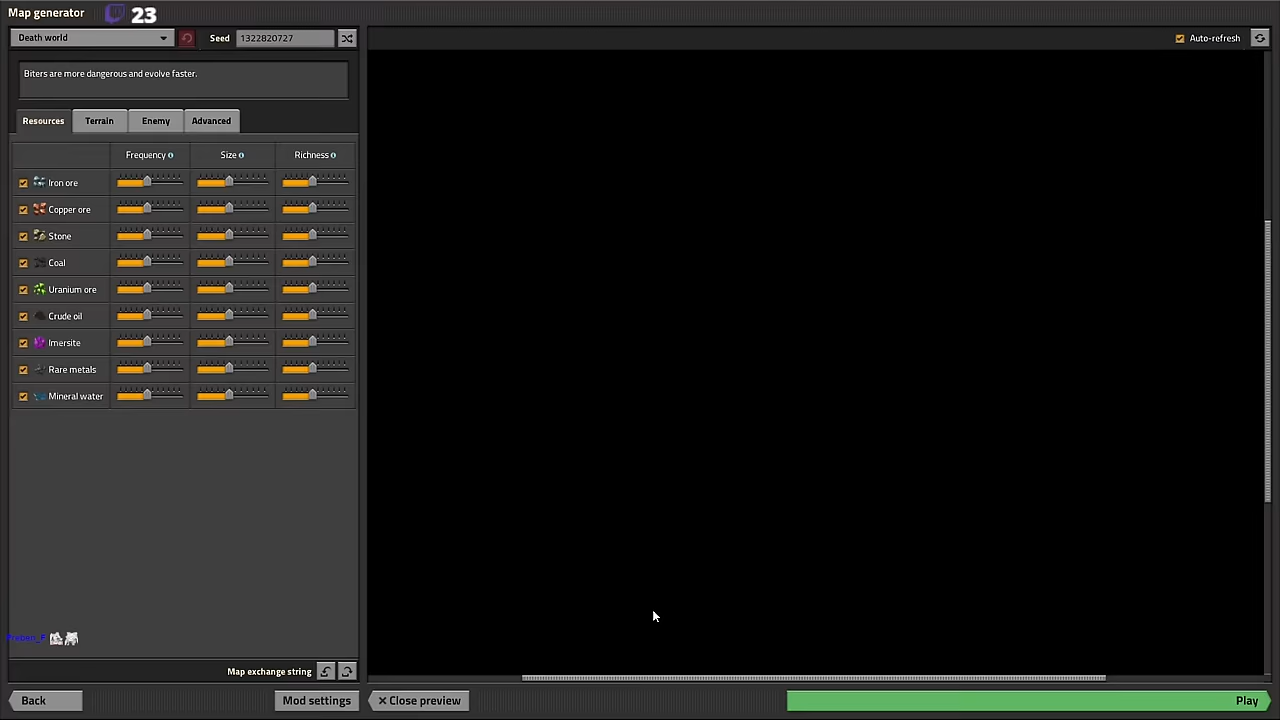 Map generator 23
Death world Seed 1322820727 Auto-refresh
Biters are more dangerous and evolve faster.
Resources Terrain Enemy Advanced
Frequency Size Richness
Iron ore
Copper ore
Stone
Coal
Uranium ore
Crude oil
Imersite
Rare metals
Mineral water
Map exchange string
Back Mod settings × Close preview Play